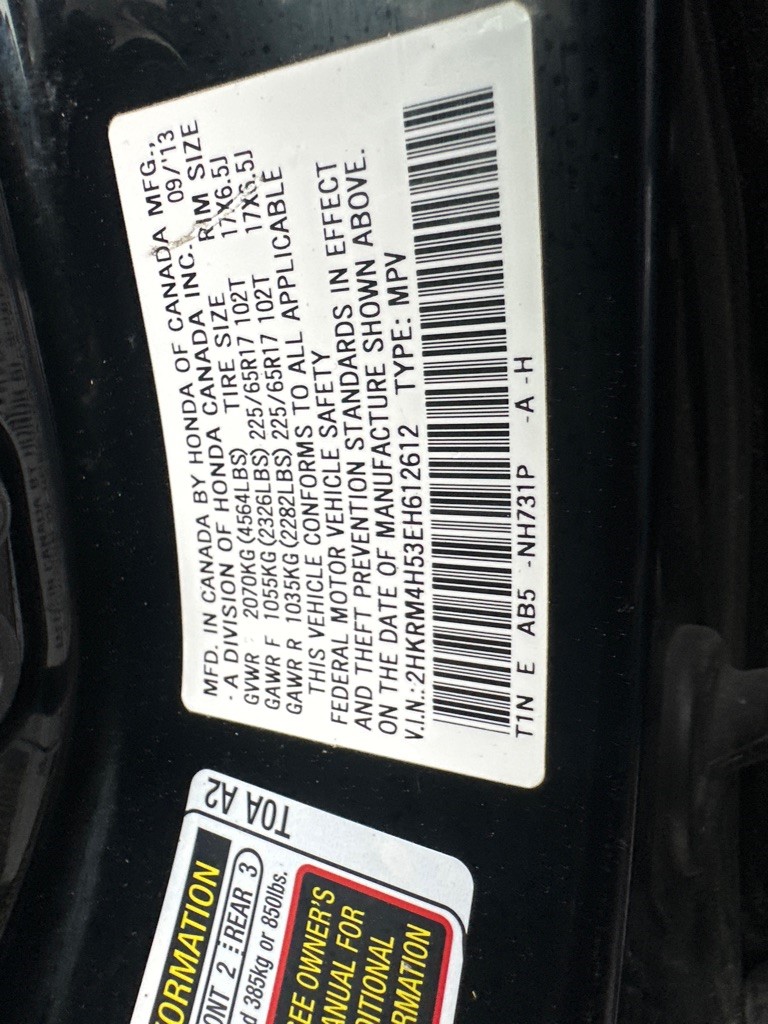 MFD. IN CANADA BY HONDA OF CANADA MFG.,
- A DIVISION OF HONDA CANADA INC. 09/'13
TIRE SIZE RIM SIZE
GVWR : 2070KG (4564LBS)
GAWR F 1055KG (2326LBS) 225/65R17 102T 17X6.5J
GAWR R 1035KG (2282LBS) 225/65R17 102T 17X6.5J
THIS VEHICLE CONFORMS TO ALL APPLICABLE
FEDERAL MOTOR VEHICLE SAFETY
AND THEFT PREVENTION STANDARDS IN EFFECT
ON THE DATE OF MANUFACTURE SHOWN ABOVE.
V.I.N.:2HKRM4H53EH612612 TYPE: MPV
T1N E AB5 -NH731P -A -H
T0A A2
ORMATION
ONT 2 REAR 3
d 385kg or 850lbs.
SEE OWNER'S
ANUAL FOR
DITIONAL
RMATION